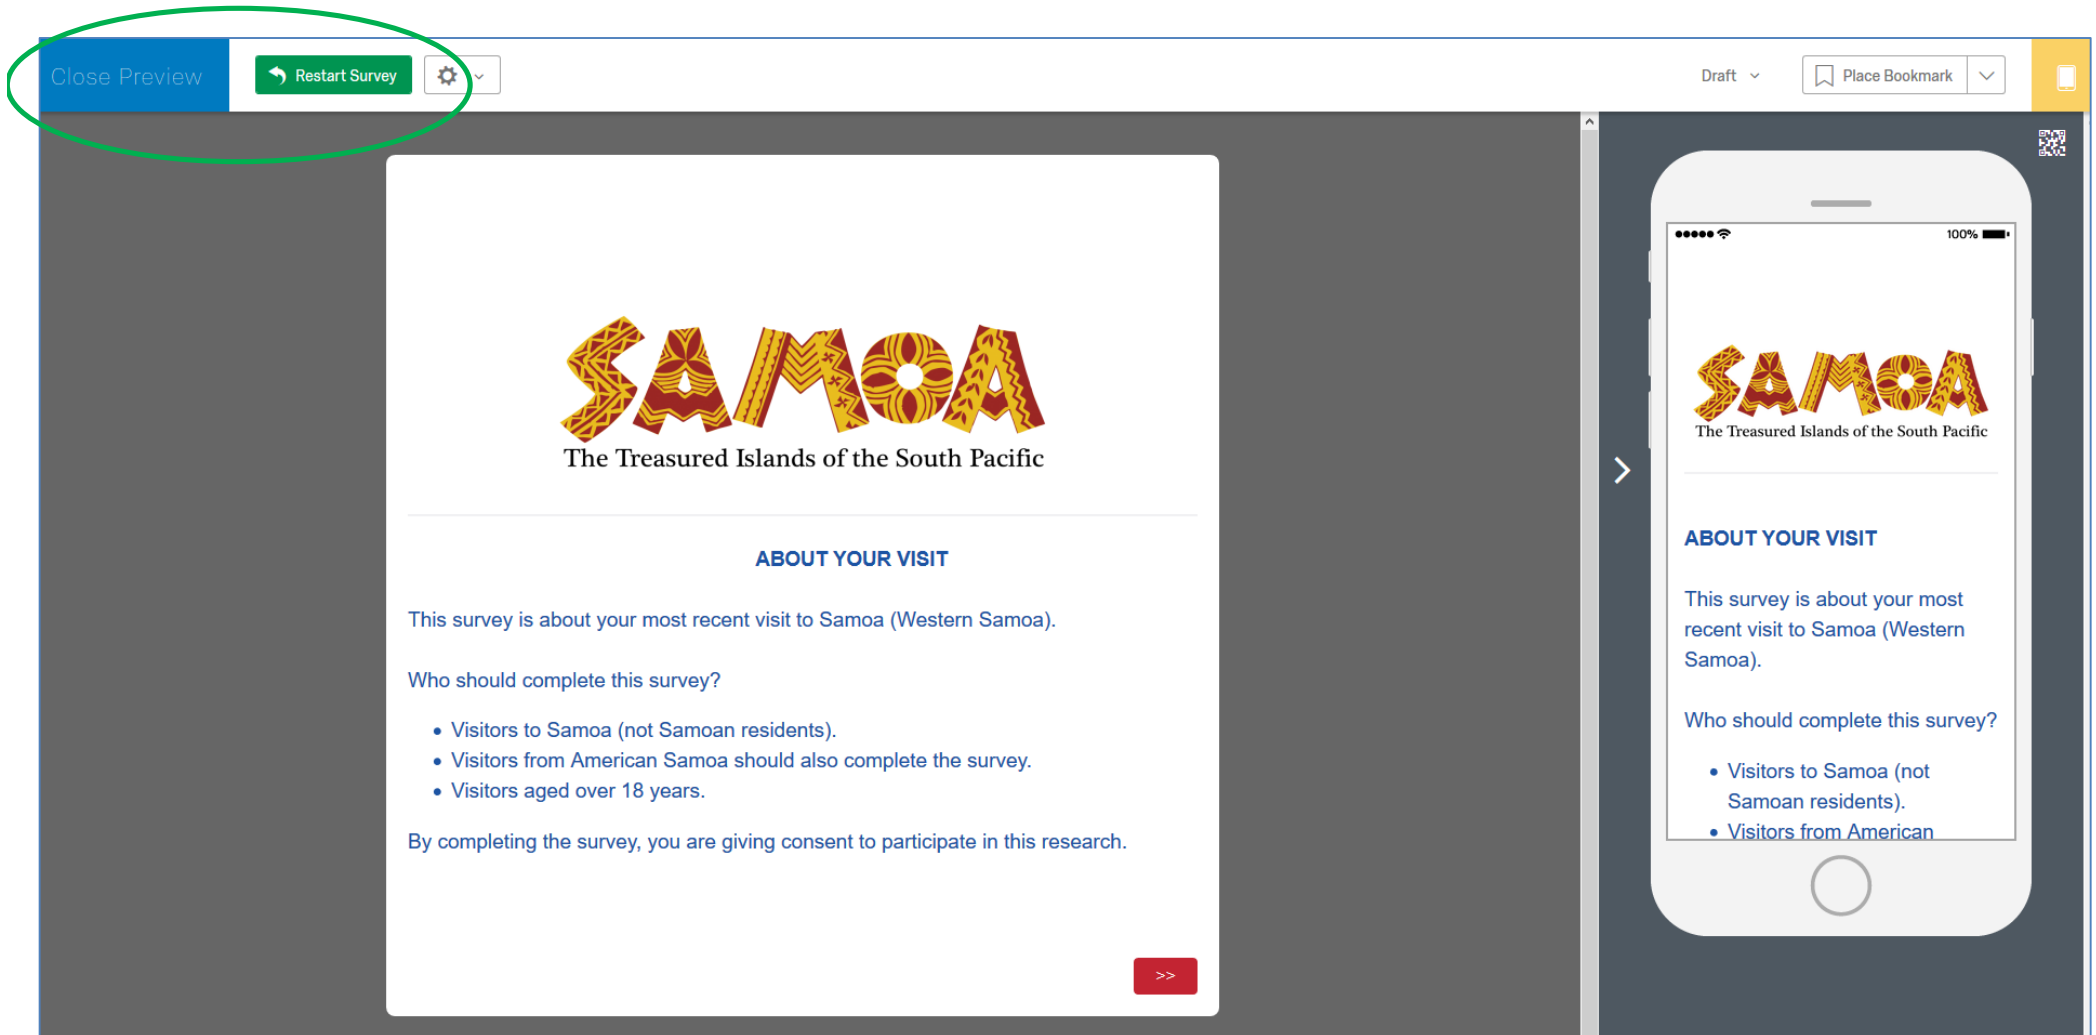 Close Preview
Restart Survey
Draft
Place Bookmark
SAMOA
The Treasured Islands of the South Pacific
ABOUT YOUR VISIT
This survey is about your most recent visit to Samoa (Western Samoa).
Who should complete this survey?
• Visitors to Samoa (not Samoan residents).
• Visitors from American Samoa should also complete the survey.
• Visitors aged over 18 years.
By completing the survey, you are giving consent to participate in this research.
>>
100%
SAMOA
The Treasured Islands of the South Pacific
ABOUT YOUR VISIT
This survey is about your most
recent visit to Samoa (Western
Samoa).
Who should complete this survey?
• Visitors to Samoa (not
Samoan residents).
• Visitors from American